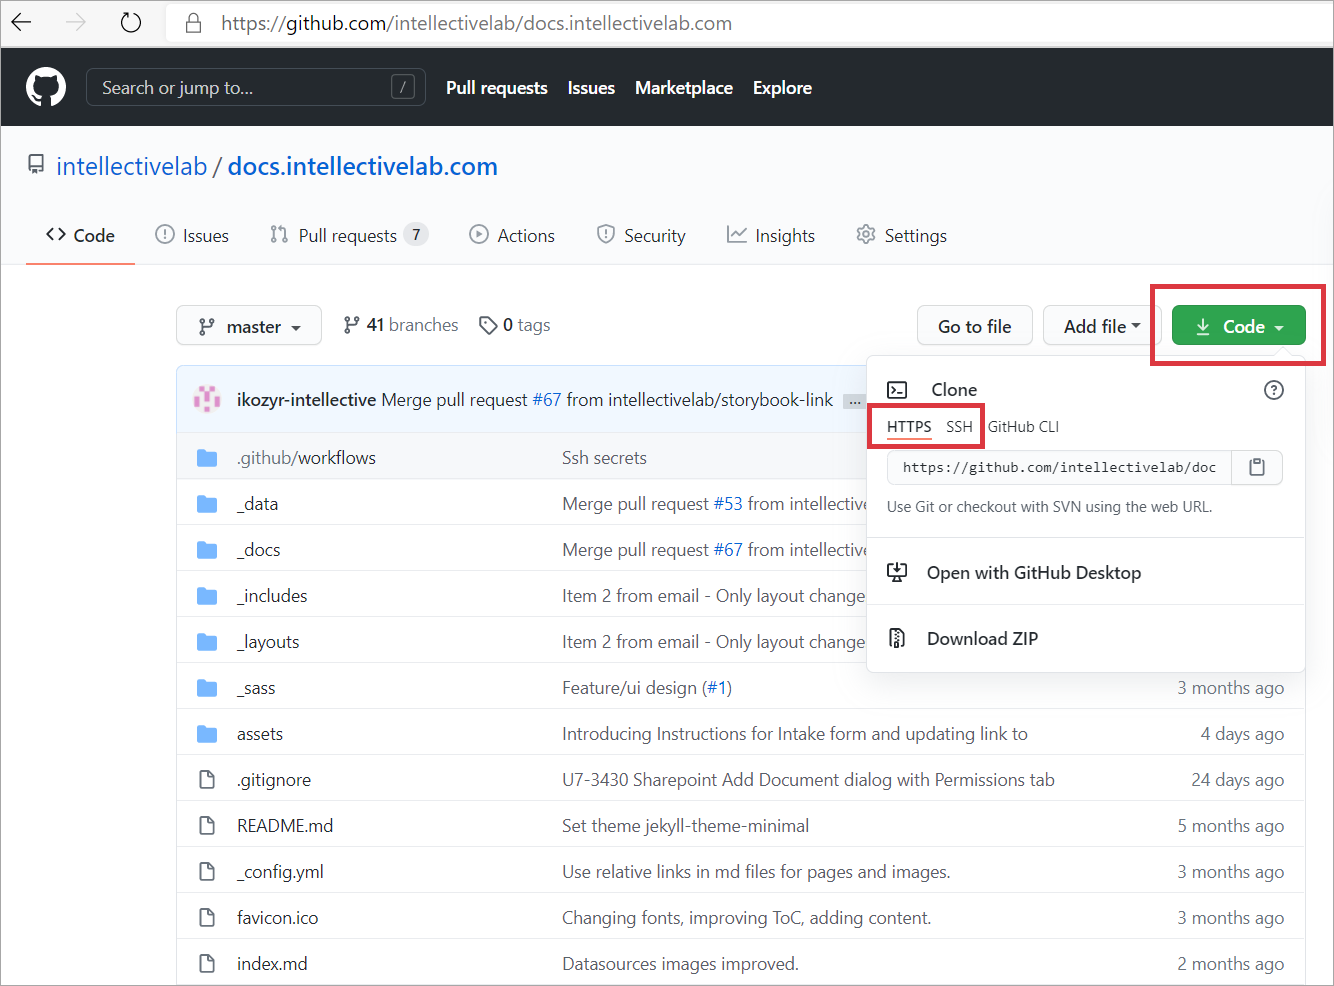 https://github.com/intellectivelab/docs.intellectivelab.com
Search or jump to... / Pull requests Issues Marketplace Explore
intellectivelab / docs.intellectivelab.com
<> Code Issues Pull requests 7 Actions Security Insights Settings
master 41 branches 0 tags Go to file Add file Code
ikozyr-intellective Merge pull request #67 from intellectivelab/storybook-link ...
Clone
HTTPS SSH GitHub CLI
https://github.com/intellectivelab/doc
Use Git or checkout with SVN using the web URL.
Open with GitHub Desktop
Download ZIP
.github/workflows Ssh secrets
_data Merge pull request #53 from intellective
_docs Merge pull request #67 from intellective
_includes Item 2 from email - Only layout change
_layouts Item 2 from email - Only layout change
_sass Feature/ui design (#1) 3 months ago
assets Introducing Instructions for Intake form and updating link to 4 days ago
.gitignore U7-3430 Sharepoint Add Document dialog with Permissions tab 24 days ago
README.md Set theme jekyll-theme-minimal 5 months ago
_config.yml Use relative links in md files for pages and images. 3 months ago
favicon.ico Changing fonts, improving ToC, adding content. 3 months ago
index.md Datasources images improved. 2 months ago